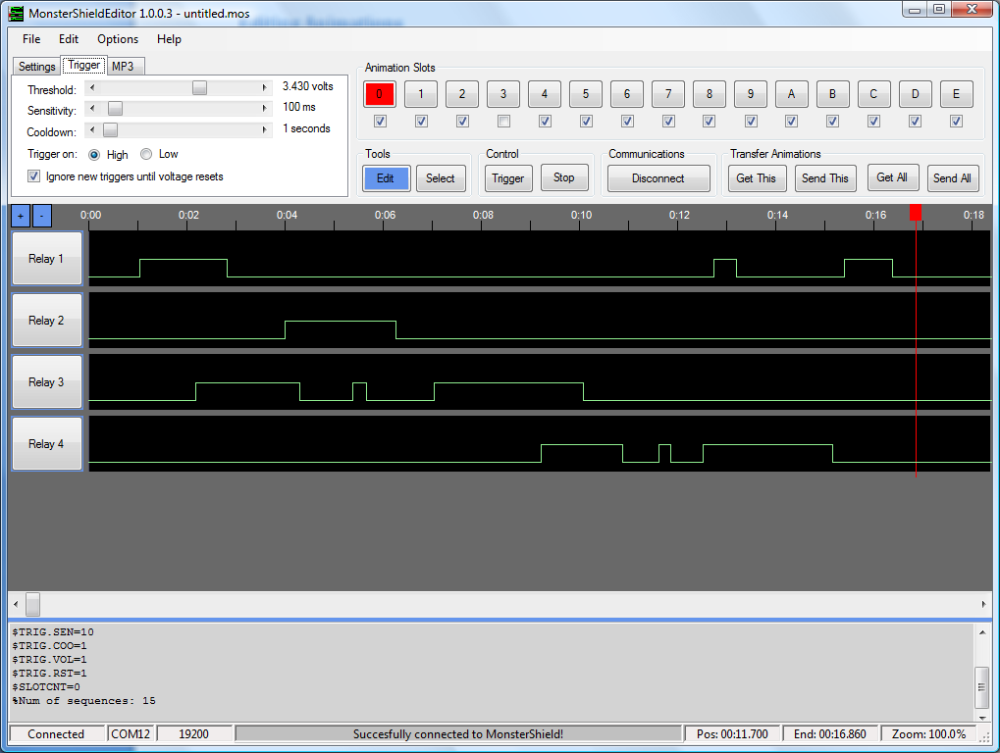 MonsterShieldEditor 1.0.0.3 - untitled.mos
File Edit Options Help
Settings Trigger MP3
Threshold: 3.430 volts
Sensitivity: 100 ms
Cooldown: 1 seconds
Trigger on: High Low
Ignore new triggers until voltage resets
Animation Slots
0 1 2 3 4 5 6 7 8 9 A B C D E
Tools Control Communications Transfer Animations
Edit Select Trigger Stop Disconnect Get This Send This Get All Send All
+ - 0:00 0:02 0:04 0:06 0:08 0:10 0:12 0:14 0:16 0:18
Relay 1
Relay 2
Relay 3
Relay 4
$TRIG.SEN=10
$TRIG.COO=1
$TRIG.VOL=1
$TRIG.RST=1
$SLOTCNT=0
%Num of sequences: 15
Connected COM12 19200 Succesfully connected to MonsterShield! Pos: 00:11.700 End: 00:16.860 Zoom: 100.0%